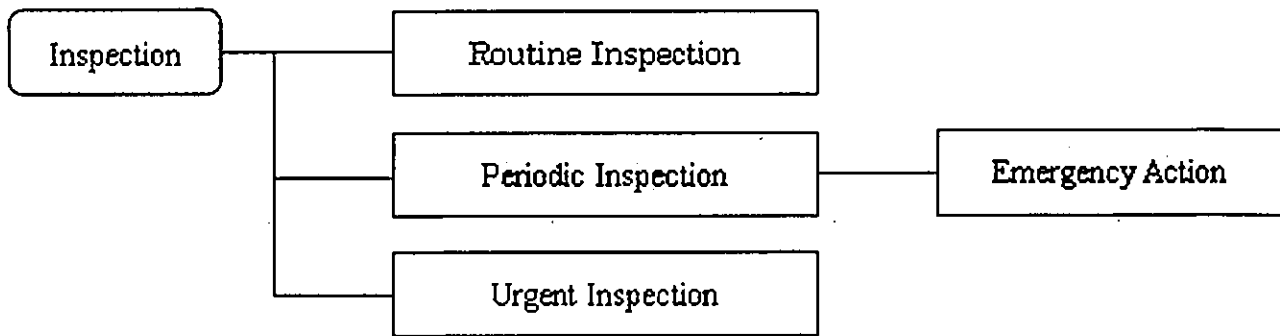 Inspection
Routine Inspection
Periodic Inspection
Emergency Action
Urgent Inspection